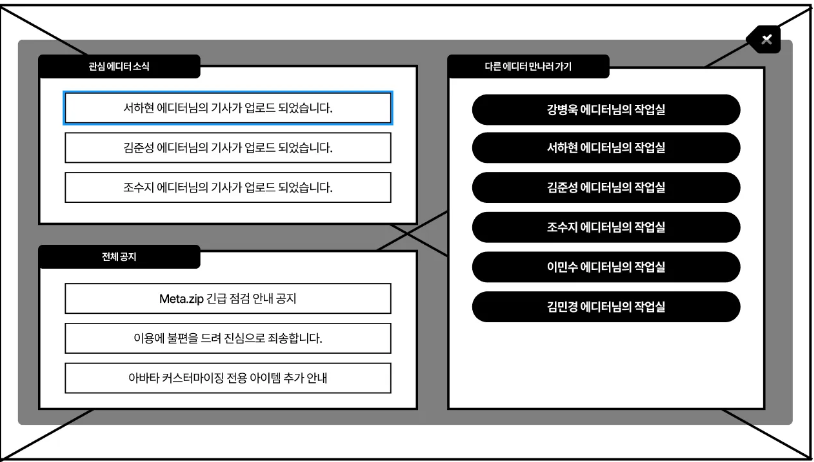 관심 에디터 소식
서하현 에디터님의 기사가 업로드 되었습니다.
김준성 에디터님의 기사가 업로드 되었습니다.
조수지 에디터님의 기사가 업로드 되었습니다.
전체 공지
Meta.zip 긴급 점검 안내 공지
이용에 불편을 드려 진심으로 죄송합니다.
아바타 커스터마이징 전용 아이템 추가 안내
다른 에디터 만나러 가기
강병욱 에디터님의 작업실
서하현 에디터님의 작업실
김준성 에디터님의 작업실
조수지 에디터님의 작업실
이민수 에디터님의 작업실
김민경 에디터님의 작업실